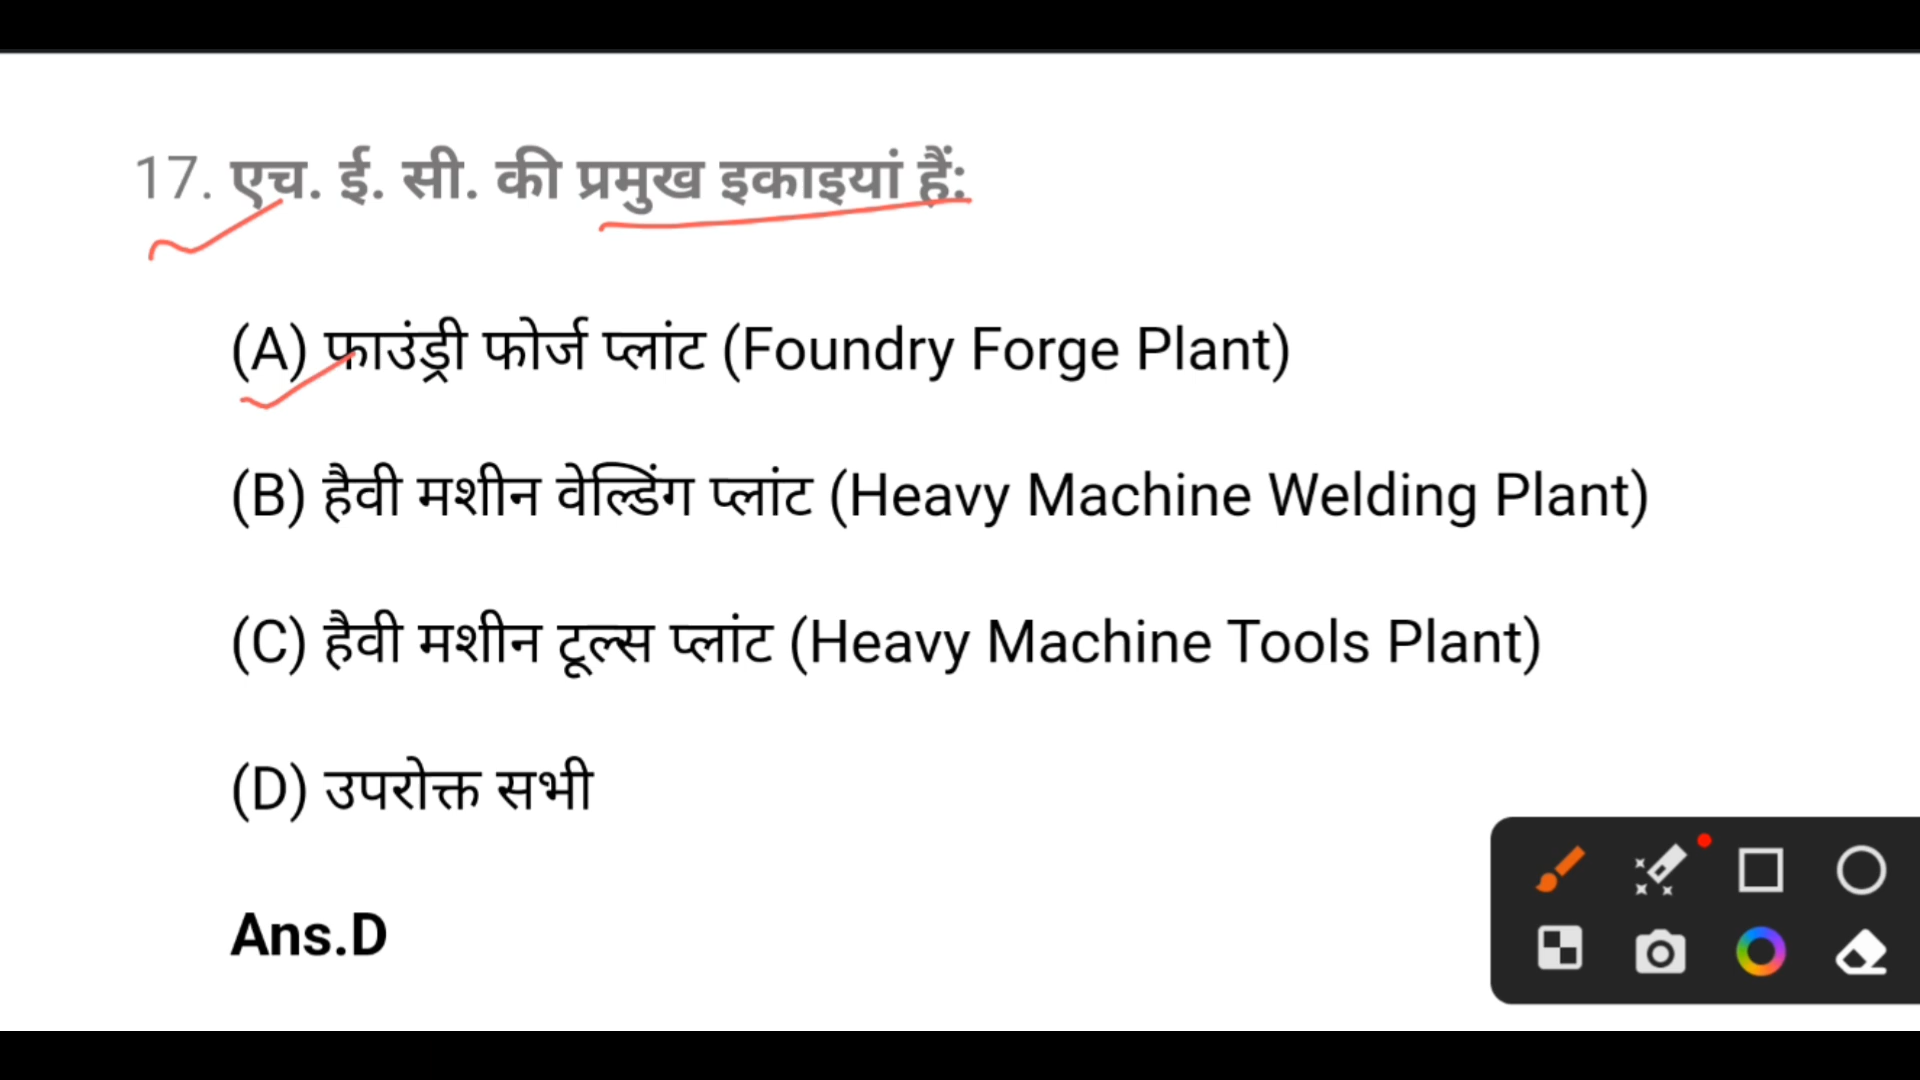 17. एच. ई. सी. की प्रमुख इकाइयां हैं:
(A) फाउंड्री फोर्ज प्लांट (Foundry Forge Plant)
(B) हैवी मशीन वेल्डिंग प्लांट (Heavy Machine Welding Plant)
(C) हैवी मशीन टूल्स प्लांट (Heavy Machine Tools Plant)
(D) उपरोक्त सभी
Ans.D